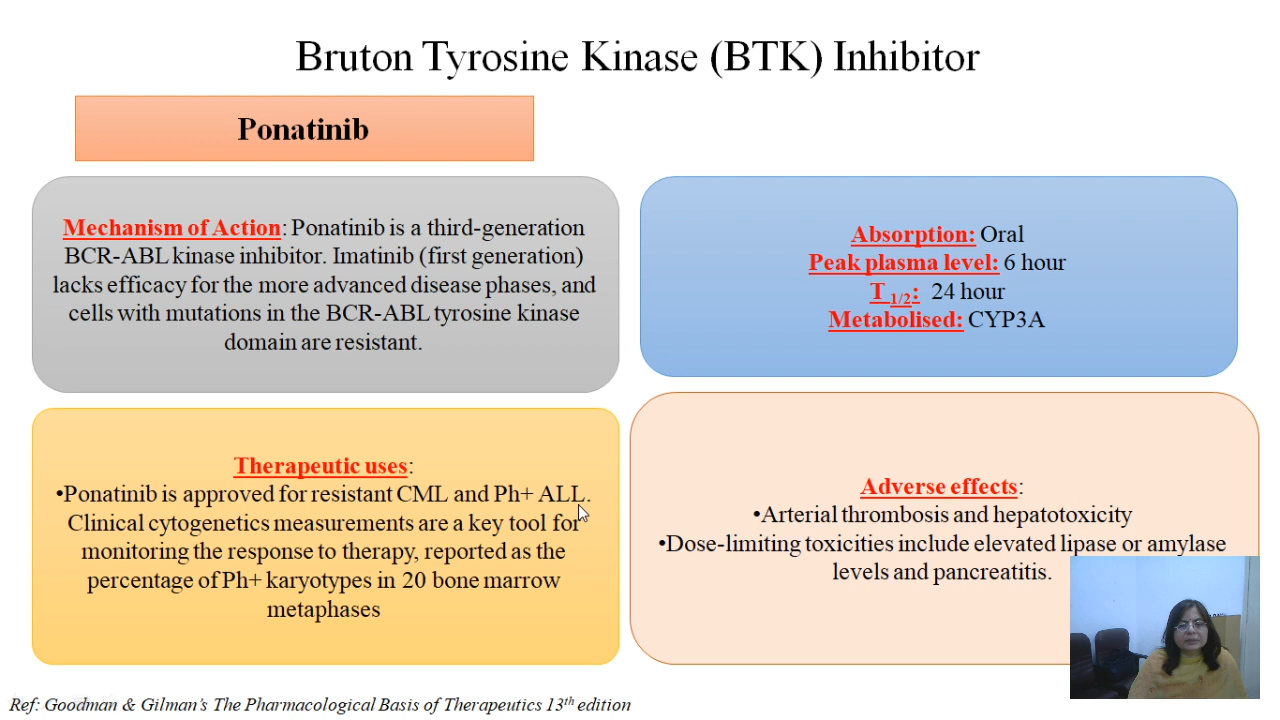 Bruton Tyrosine Kinase (BTK) Inhibitor
Ponatinib
Mechanism of Action: Ponatinib is a third-generation
BCR-ABL kinase inhibitor. Imatinib (first generation)
lacks efficacy for the more advanced disease phases, and
cells with mutations in the BCR-ABL tyrosine kinase
domain are resistant.
Absorption: Oral
Peak plasma level: 6 hour
T 1/2: 24 hour
Metabolised: CYP3A
Therapeutic uses:
•Ponatinib is approved for resistant CML and Ph+ ALL.
Clinical cytogenetics measurements are a key tool for
monitoring the response to therapy, reported as the
percentage of Ph+ karyotypes in 20 bone marrow
metaphases
Adverse effects:
•Arterial thrombosis and hepatotoxicity
•Dose-limiting toxicities include elevated lipase or amylase
levels and pancreatitis.
Ref: Goodman & Gilman's The Pharmacological Basis of Therapeutics 13th edition